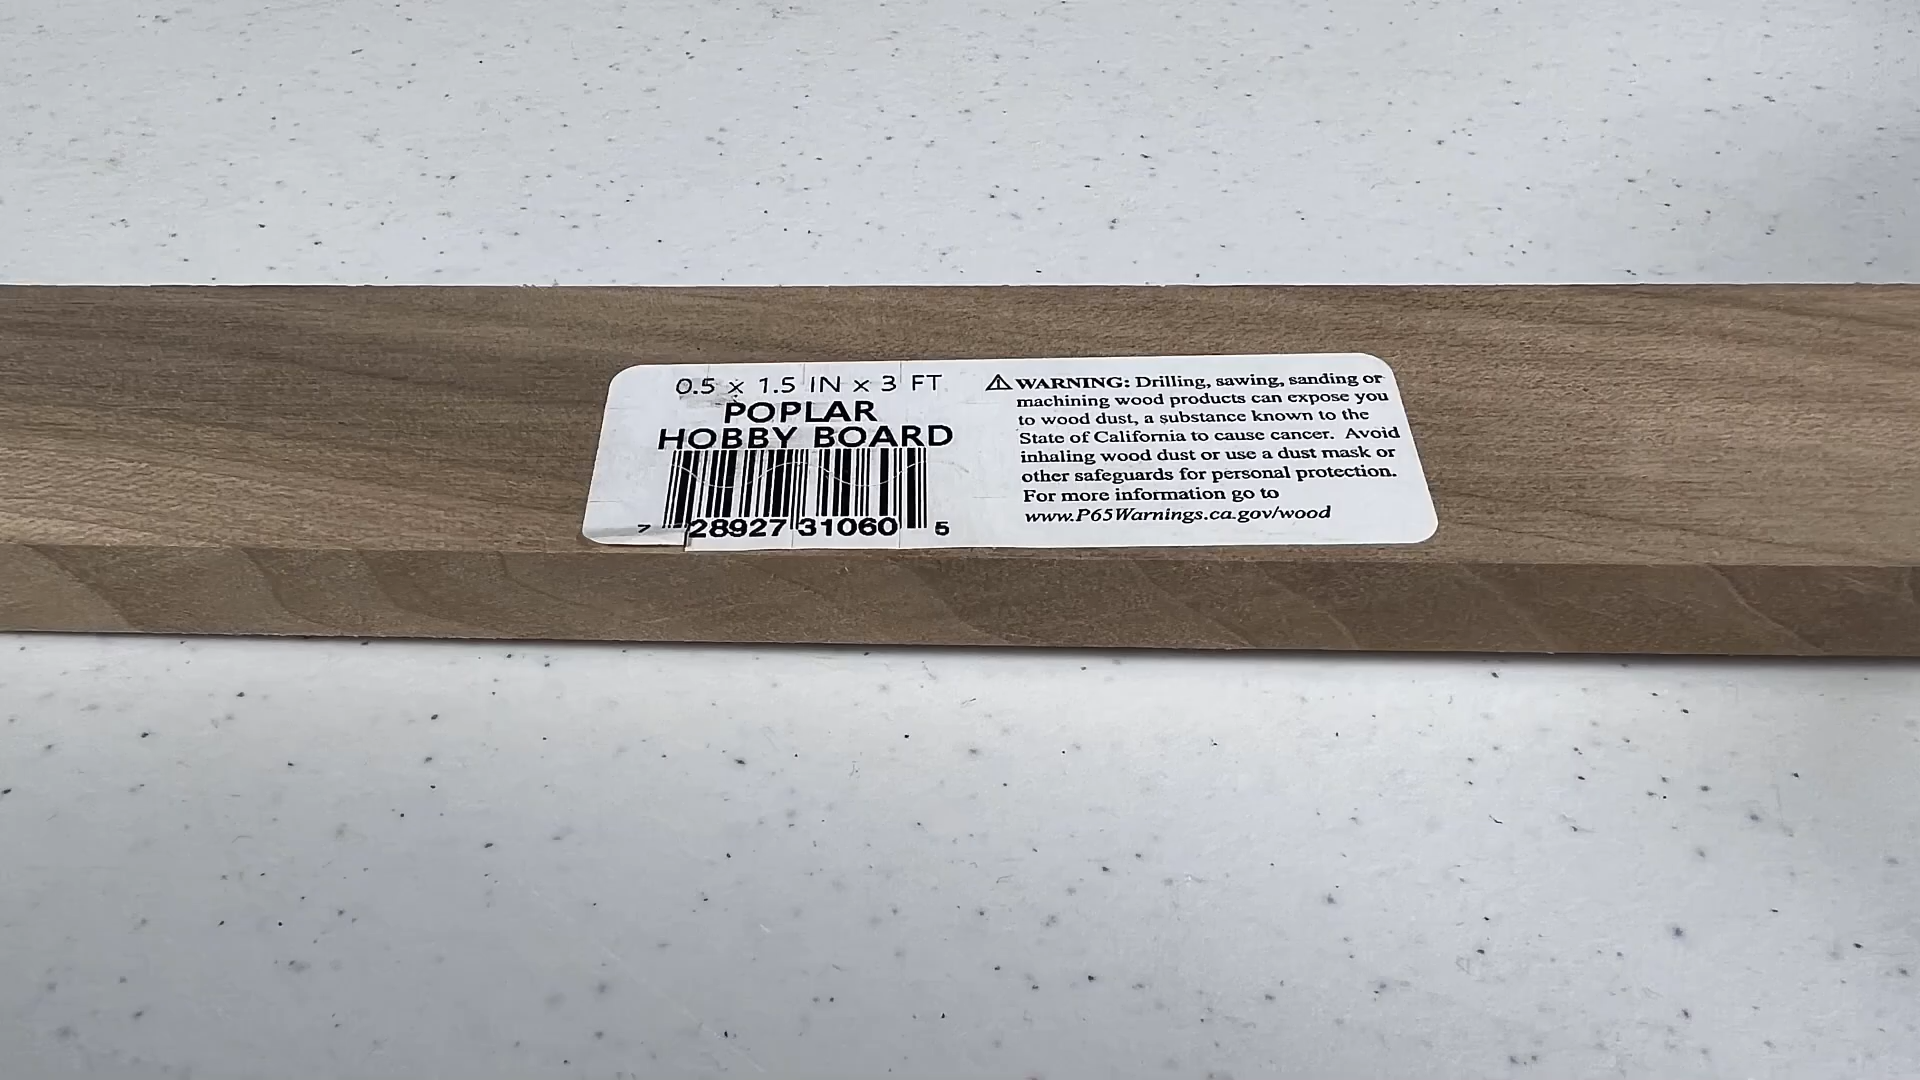 0.5 x 1.5 IN x 3 FT
POPLAR
HOBBY BOARD
7 28927 31060 5
⚠ WARNING: Drilling, sawing, sanding or
machining wood products can expose you
to wood dust, a substance known to the
State of California to cause cancer. Avoid
inhaling wood dust or use a dust mask or
other safeguards for personal protection.
For more information go to
www.P65Warnings.ca.gov/wood